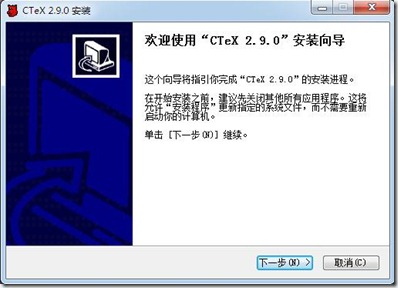 CTeX 2.9.0 安装
欢迎使用“CTeX 2.9.0”安装向导
这个向导将指引你完成“CTeX 2.9.0”的安装进程。
在开始安装之前，建议先关闭其他所有应用程序。这将
允许“安装程序”更新指定的系统文件，而不需要重新
启动你的计算机。
单击 [下一步(N)] 继续。
下一步(N) >
取消(C)